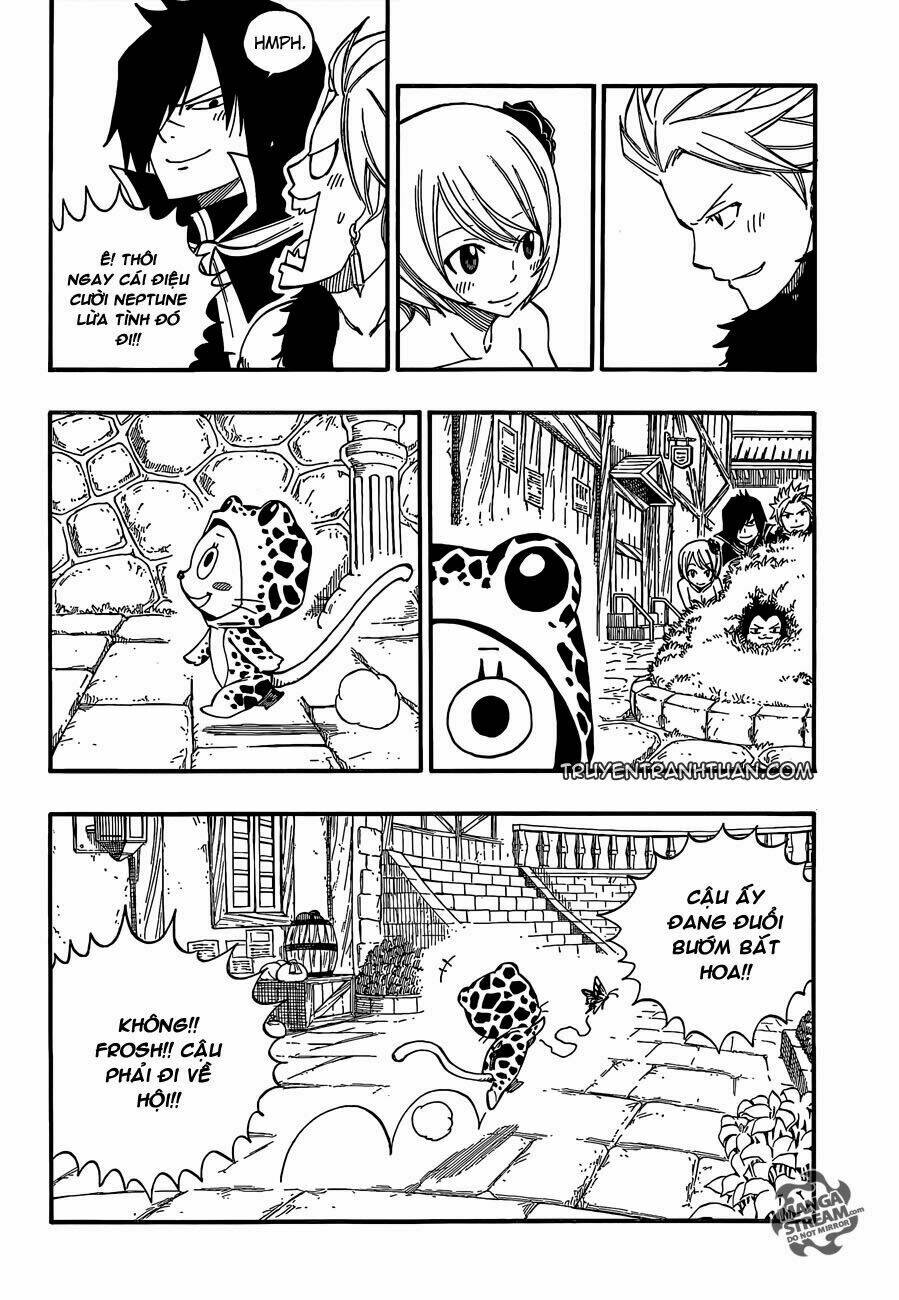 HMPH.
Ê! THÔI
NGAY CÁI ĐIỆU
CƯỜI NEPTUNE
LỪA TÌNH ĐÓ
ĐI!!
TRUYENTRANHTUAN.COM
CẬU ẤY
ĐANG ĐUỔI
BƯỚM BẮT
HOA!!
KHÔNG!!
FROSH!! CẬU
PHẢI ĐI VỀ
HỘI!!
MANGA
STREAM.com
DO NOT MIRROR